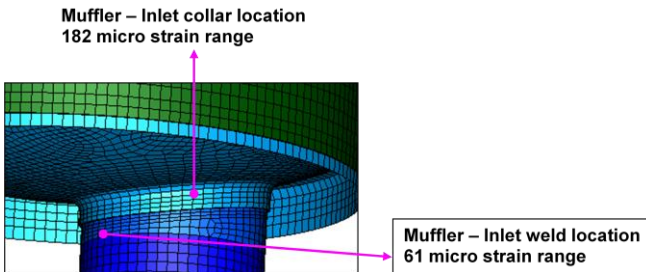 Muffler – Inlet collar location
182 micro strain range
Muffler – Inlet weld location
61 micro strain range